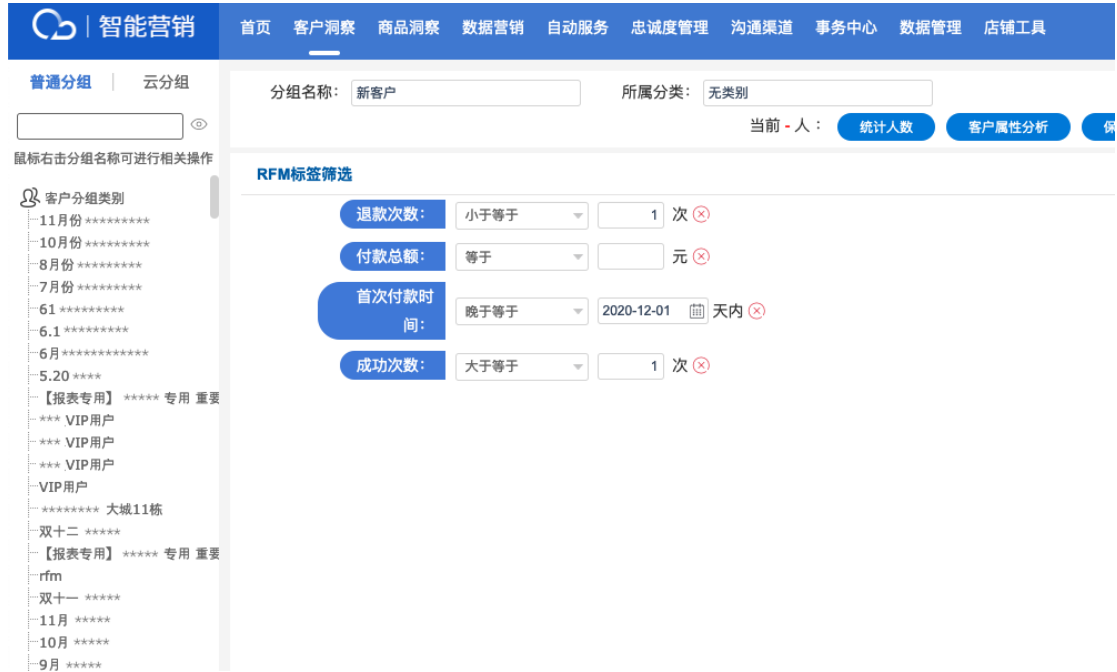 智能营销 首页 客户洞察 商品洞察 数据营销 自动服务 忠诚度管理 沟通渠道 事务中心 数据管理 店铺工具
普通分组 云分组
鼠标右击分组名称可进行相关操作
客户分组类别
11月份 *********
10月份 *********
8月份 *********
7月份 *********
61 *********
6.1 *********
6月************
5.20 ****
【报表专用】 ***** 专用 重要
*** VIP用户
*** VIP用户
*** VIP用户
VIP用户
******** 大城11栋
双十二 *****
【报表专用】 ***** 专用 重要
rfm
双十一 *****
11月 *****
10月 *****
9月 *****
分组名称: 新客户 所属分类: 无类别
当前 - 人 : 统计人数 客户属性分析 保
RFM标签筛选
退款次数: 小于等于 1 次
付款总额: 等于 元
首次付款时
间: 晚于等于 2020-12-01 天内
成功次数: 大于等于 1 次